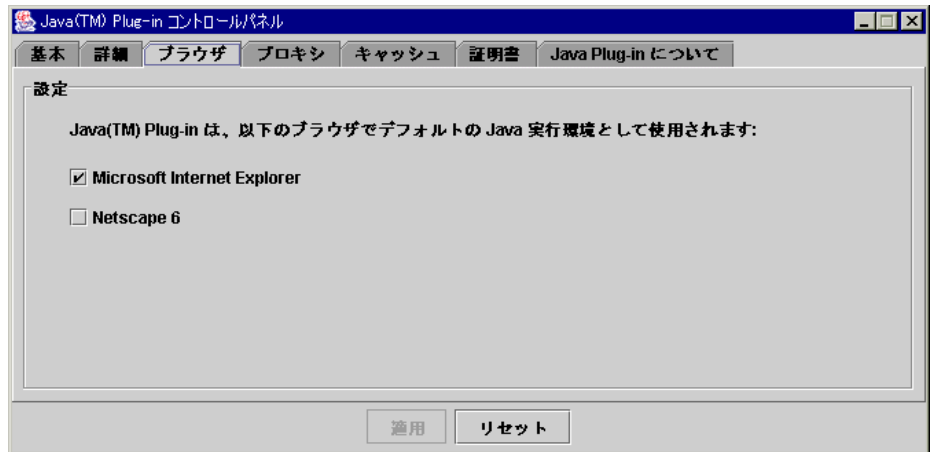 Java(TM) Plug-in コントロールパネル
基本 詳細 ブラウザ プロキシ キャッシュ 証明書 Java Plug-in について
設定
Java(TM) Plug-in は、以下のブラウザでデフォルトの Java 実行環境として使用されます:
Microsoft Internet Explorer
Netscape 6
適用 リセット